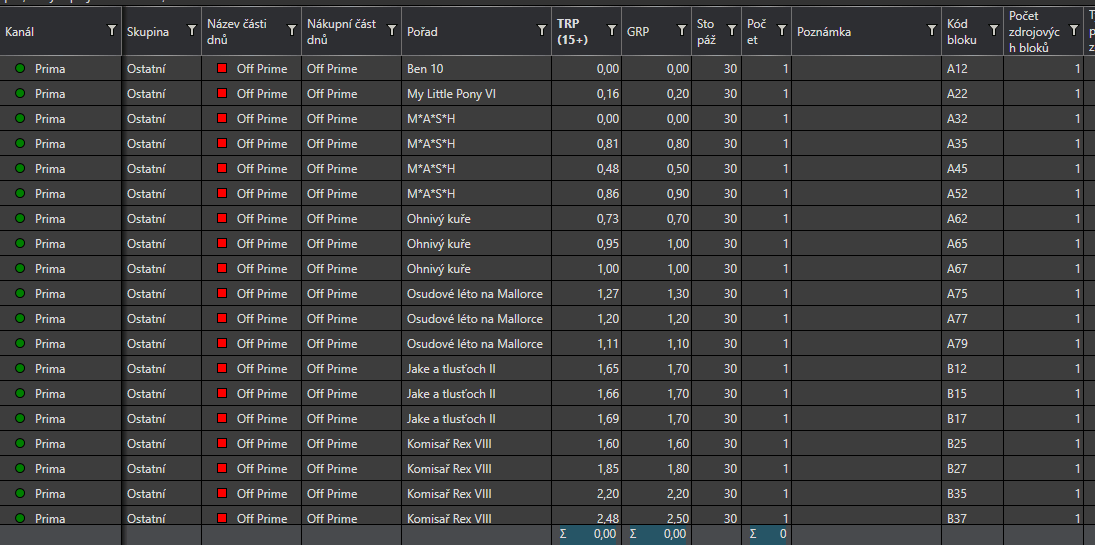 Kanál Skupina Název části dnů Nákupní část dnů Pořad TRP (15+) GRP Sto páž Poč et Poznámka Kód bloku Počet zdrojovýc h bloků
Prima Ostatní Off Prime Off Prime Ben 10 0,00 0,00 30 1 A12 1
Prima Ostatní Off Prime Off Prime My Little Pony VI 0,16 0,20 30 1 A22 1
Prima Ostatní Off Prime Off Prime M*A*S*H 0,00 0,00 30 1 A32 1
Prima Ostatní Off Prime Off Prime M*A*S*H 0,81 0,80 30 1 A35 1
Prima Ostatní Off Prime Off Prime M*A*S*H 0,48 0,50 30 1 A45 1
Prima Ostatní Off Prime Off Prime M*A*S*H 0,86 0,90 30 1 A52 1
Prima Ostatní Off Prime Off Prime Ohnivý kuře 0,73 0,70 30 1 A62 1
Prima Ostatní Off Prime Off Prime Ohnivý kuře 0,95 1,00 30 1 A65 1
Prima Ostatní Off Prime Off Prime Ohnivý kuře 1,00 1,00 30 1 A67 1
Prima Ostatní Off Prime Off Prime Osudové léto na Mallorce 1,27 1,30 30 1 A75 1
Prima Ostatní Off Prime Off Prime Osudové léto na Mallorce 1,20 1,20 30 1 A77 1
Prima Ostatní Off Prime Off Prime Osudové léto na Mallorce 1,11 1,10 30 1 A79 1
Prima Ostatní Off Prime Off Prime Jake a tlusťoch II 1,65 1,70 30 1 B12 1
Prima Ostatní Off Prime Off Prime Jake a tlusťoch II 1,66 1,70 30 1 B15 1
Prima Ostatní Off Prime Off Prime Jake a tlusťoch II 1,69 1,70 30 1 B17 1
Prima Ostatní Off Prime Off Prime Komisař Rex VIII 1,60 1,60 30 1 B25 1
Prima Ostatní Off Prime Off Prime Komisař Rex VIII 1,85 1,80 30 1 B27 1
Prima Ostatní Off Prime Off Prime Komisař Rex VIII 2,20 2,20 30 1 B35 1
Prima Ostatní Off Prime Off Prime Komisař Rex VIII 2,48 2,50 30 1 B37 1
Σ 0,00 Σ 0,00 Σ 0